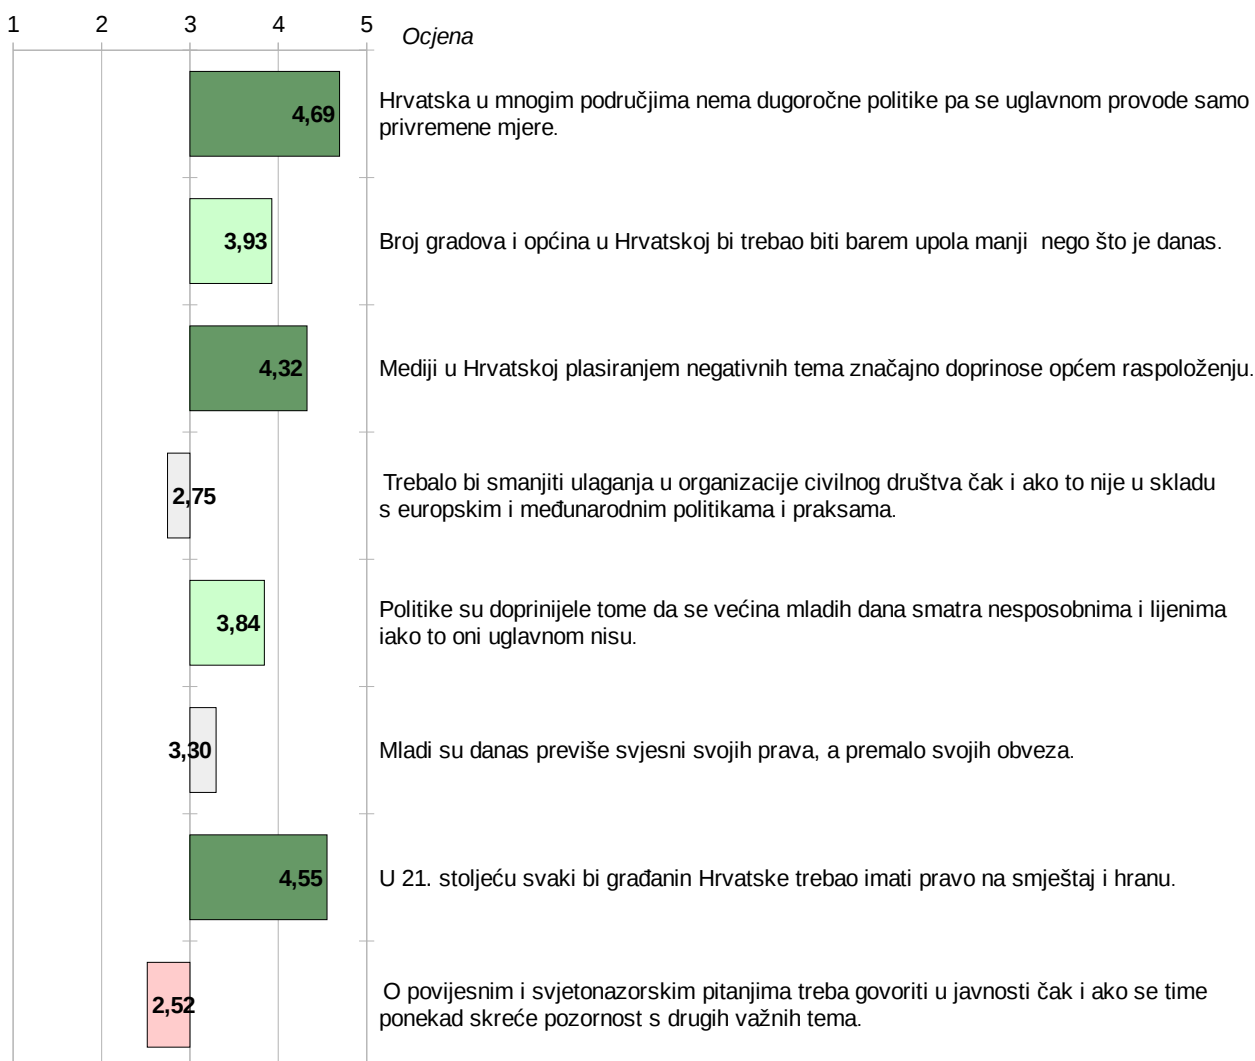 1 2 3 4 5 Ocjena
4,69 Hrvatska u mnogim područjima nema dugoročne politike pa se uglavnom provode samo
privremene mjere.
3,93 Broj gradova i općina u Hrvatskoj bi trebao biti barem upola manji  nego što je danas.
4,32 Mediji u Hrvatskoj plasiranjem negativnih tema značajno doprinose općem raspoloženju.
2,75 Trebalo bi smanjiti ulaganja u organizacije civilnog društva čak i ako to nije u skladu
s europskim i međunarodnim politikama i praksama.
3,84 Politike su doprinijele tome da se većina mladih dana smatra nesposobnima i lijenima
iako to oni uglavnom nisu.
3,30 Mladi su danas previše svjesni svojih prava, a premalo svojih obveza.
4,55 U 21. stoljeću svaki bi građanin Hrvatske trebao imati pravo na smještaj i hranu.
2,52 O povijesnim i svjetonazorskim pitanjima treba govoriti u javnosti čak i ako se time
ponekad skreće pozornost s drugih važnih tema.